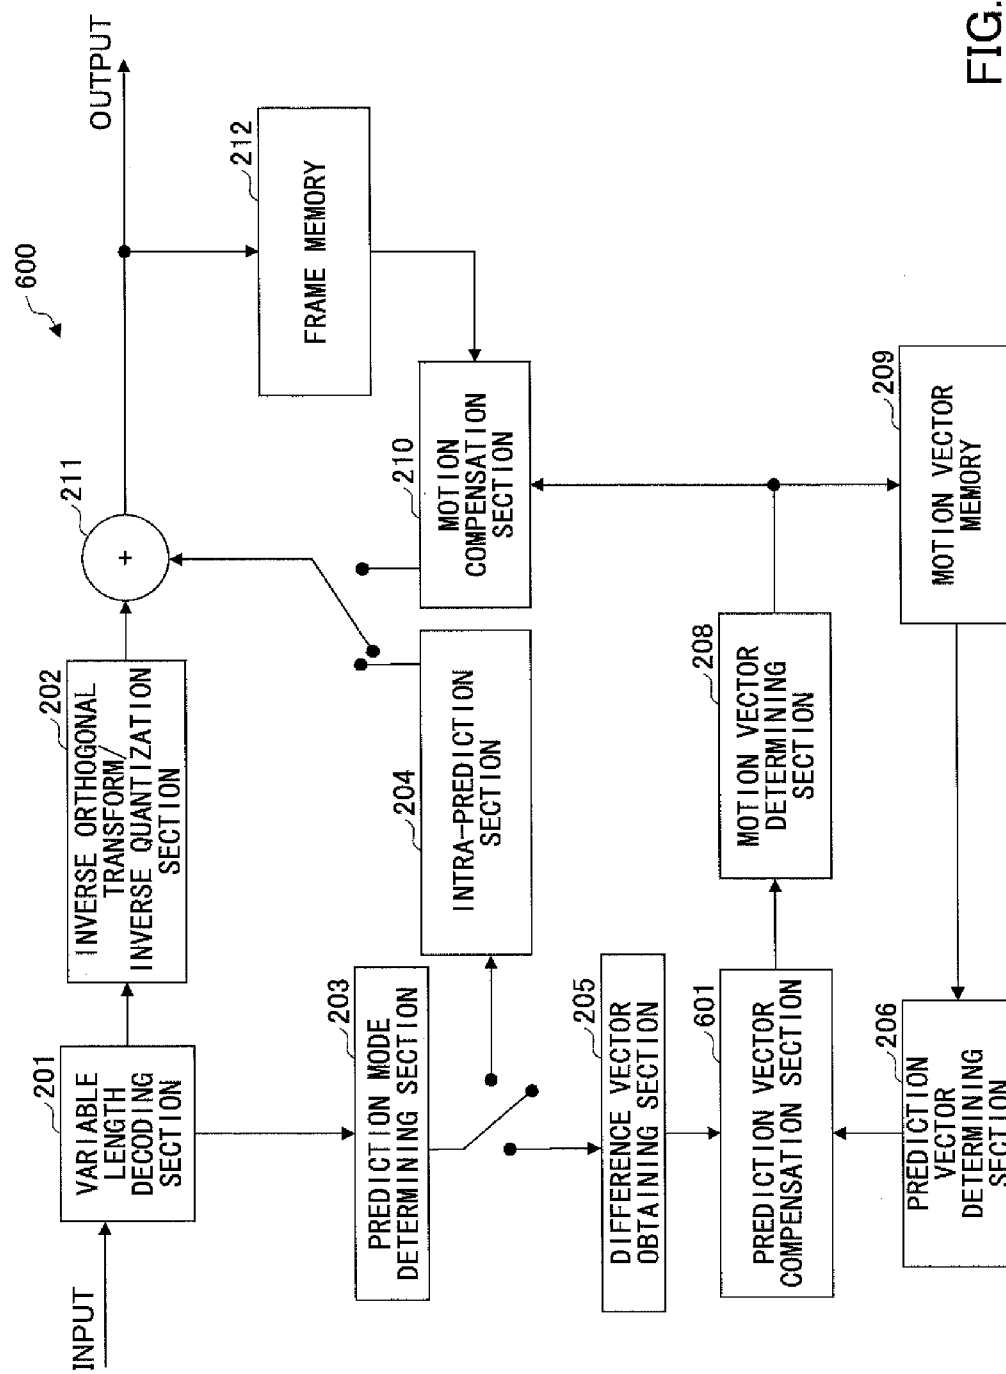 FIG.
600
INPUT
201
VARIABLE
LENGTH
DECODING
SECTION
202
INVERSE ORTHOGONAL
TRANSFORM/
INVERSE QUANTIZATION
SECTION
211
+
OUTPUT
203
PREDICTION MODE
DETERMINING SECTION
204
INTRA-PREDICTION
SECTION
210
MOTION
COMPENSATION
SECTION
212
FRAME MEMORY
205
DIFFERENCE VECTOR
OBTAINING SECTION
601
PREDICTION VECTOR
COMPENSATION SECTION
208
MOTION VECTOR
DETERMINING
SECTION
206
PREDICTION
VECTOR
DETERMINING
SECTION
209
MOTION VECTOR
MEMORY